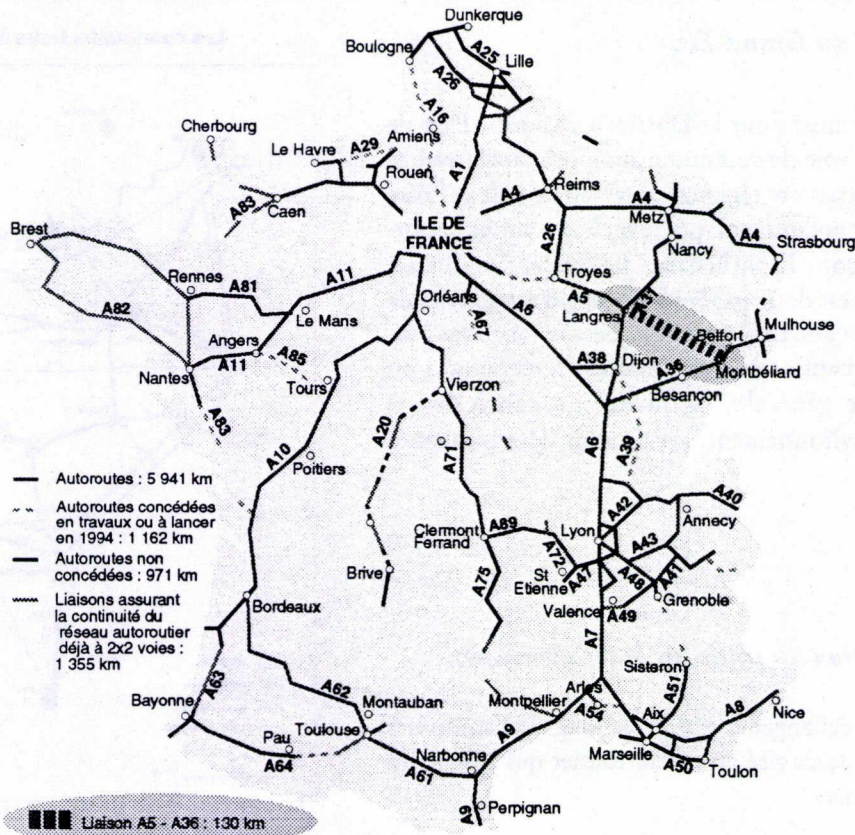 sa Grand
Dunkerque
Boulogne
A25
Lille
A26
A16
Cherbourg
Amiens
Le Havre
A29
A1
Rouen
A83
Caen
A4
Reims
A4
Metz
ILE DE
FRANCE
A26
Nancy
A4
Strasbourg
Brest
Rennes
A81
A11
Orléans
Troyes
A5
Langres
A31
A82
Le Mans
A6
A67
Belfort
Mulhouse
Angers
A11
A85
A38
Dijon
A36
Montbéliard
Nantes
Tours
Vierzon
Besançon
A83
A20
A6
A39
A10
A71
Poitiers
Autoroutes : 5 941 km
Autoroutes concédées
en travaux ou à lancer
en 1994 : 1 162 km
Autoroutes non
concédées : 971 km
Liaisons assurant
la continuité du
réseau autoroutier
déjà à 2x2 voies :
1 355 km
A42
A40
Annecy
Clermont
Ferrand
A89
Lyon
A43
A72
A47
A48
A41
St
Etienne
Brive
A75
Grenoble
Valence
A49
Bordeaux
A7
Sisteron
A63
A62
Montauban
Montpellier
Arles
A54
A51
A8
Nice
Bayonne
Aix
Pau
Toulouse
A9
Marseille
A64
A61
Narbonne
A50
Toulon
A9
Perpignan
Liaison A5 - A36 : 130 km